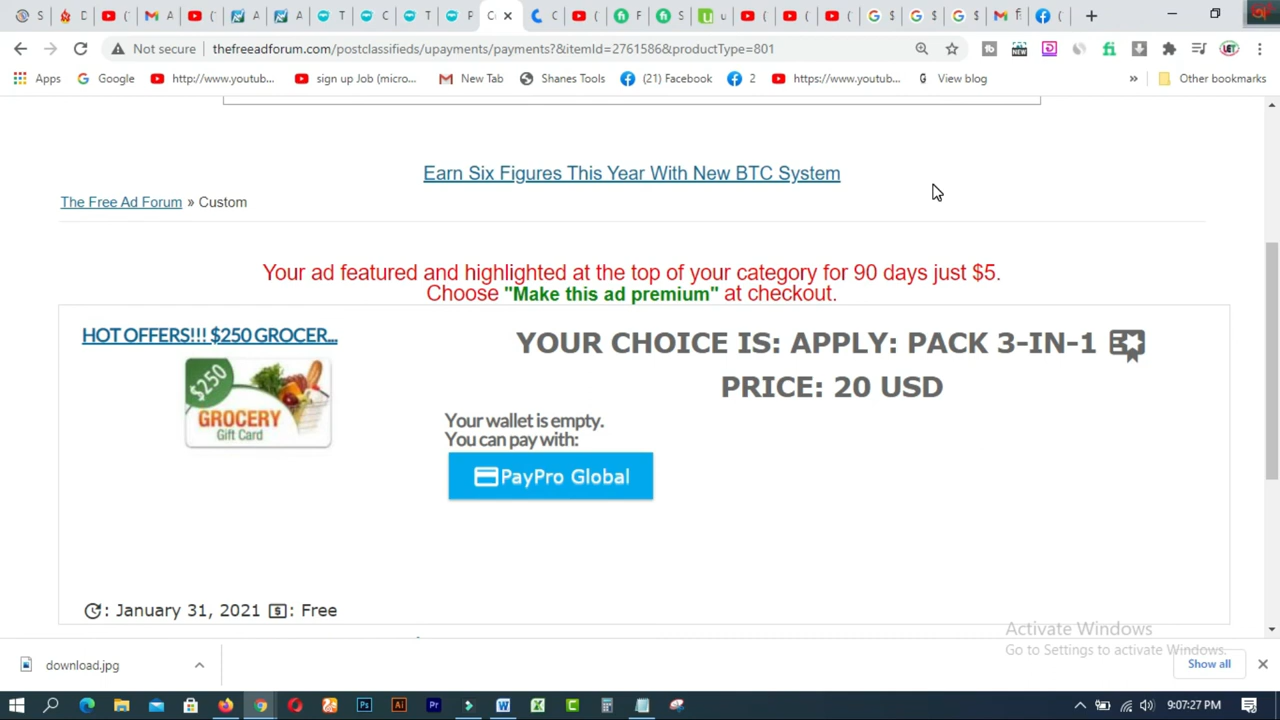 S
D
(
A
(
A
A
T
C
T
P
C
(
F
S
u
(
(
(
S
S
S
f
(
Not secure
thefreeadforum.com/postclassifieds/upayments/payments?&itemId=2761586&productType=801
Apps
Google
http://www.youtub...
sign up Job (micro...
New Tab
Shanes Tools
(21) Facebook
2
https://www.youtub...
View blog
»
Other bookmarks
Earn Six Figures This Year With New BTC System
The Free Ad Forum » Custom
Your ad featured and highlighted at the top of your category for 90 days just $5.
Choose "Make this ad premium" at checkout.
HOT OFFERS!!! $250 GROCER...
$250
GROCERY
Gift Card
YOUR CHOICE IS: APPLY: PACK 3-IN-1
PRICE: 20 USD
Your wallet is empty.
You can pay with:
PayPro Global
: January 31, 2021 : Free
Activate Windows
Go to Settings to activate Windows.
download.jpg
Show all
9:07:27 PM